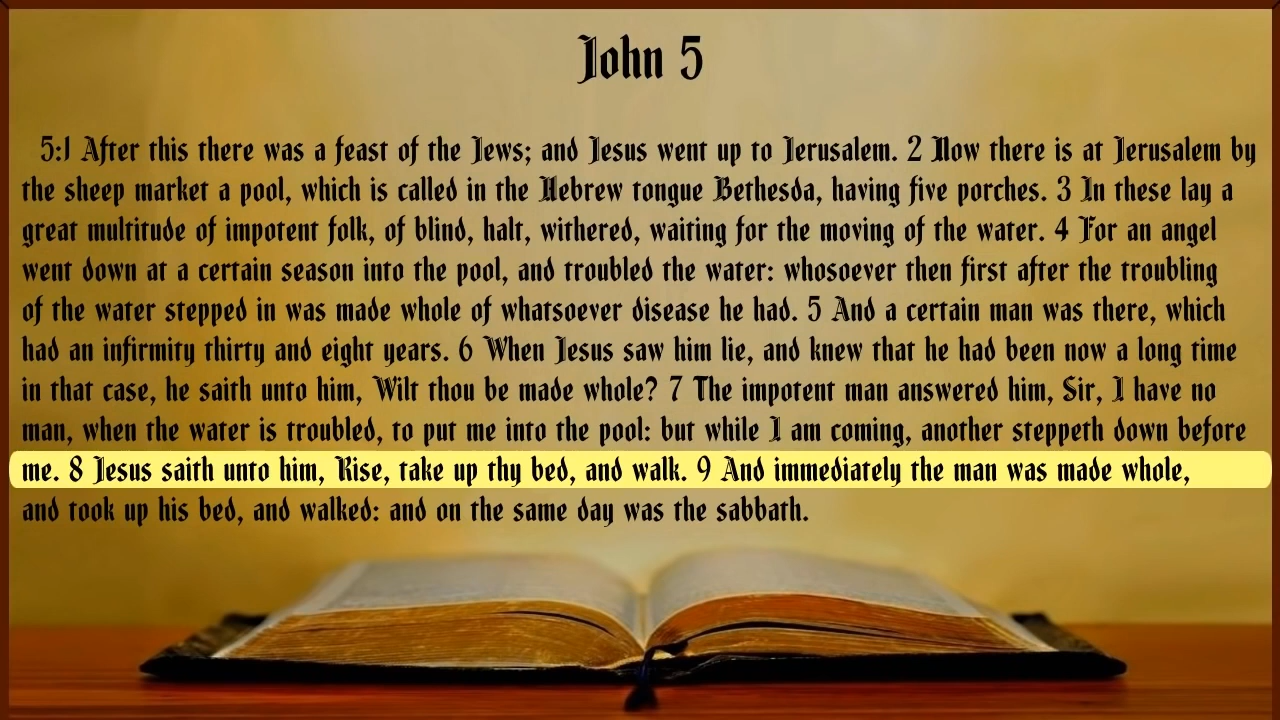 John 5
5:1 After this there was a feast of the Jews; and Jesus went up to Jerusalem. 2 Now there is at Jerusalem by
the sheep market a pool, which is called in the Hebrew tongue Bethesda, having five porches. 3 In these lay a
great multitude of impotent folk, of blind, halt, withered, waiting for the moving of the water. 4 For an angel
went down at a certain season into the pool, and troubled the water: whosoever then first after the troubling
of the water stepped in was made whole of whatsoever disease he had. 5 And a certain man was there, which
had an infirmity thirty and eight years. 6 When Jesus saw him lie, and knew that he had been now a long time
in that case, he saith unto him, Wilt thou be made whole? 7 The impotent man answered him, Sir, I have no
man, when the water is troubled, to put me into the pool: but while I am coming, another steppeth down before
me. 8 Jesus saith unto him, Rise, take up thy bed, and walk. 9 And immediately the man was made whole,
and took up his bed, and walked: and on the same day was the sabbath.